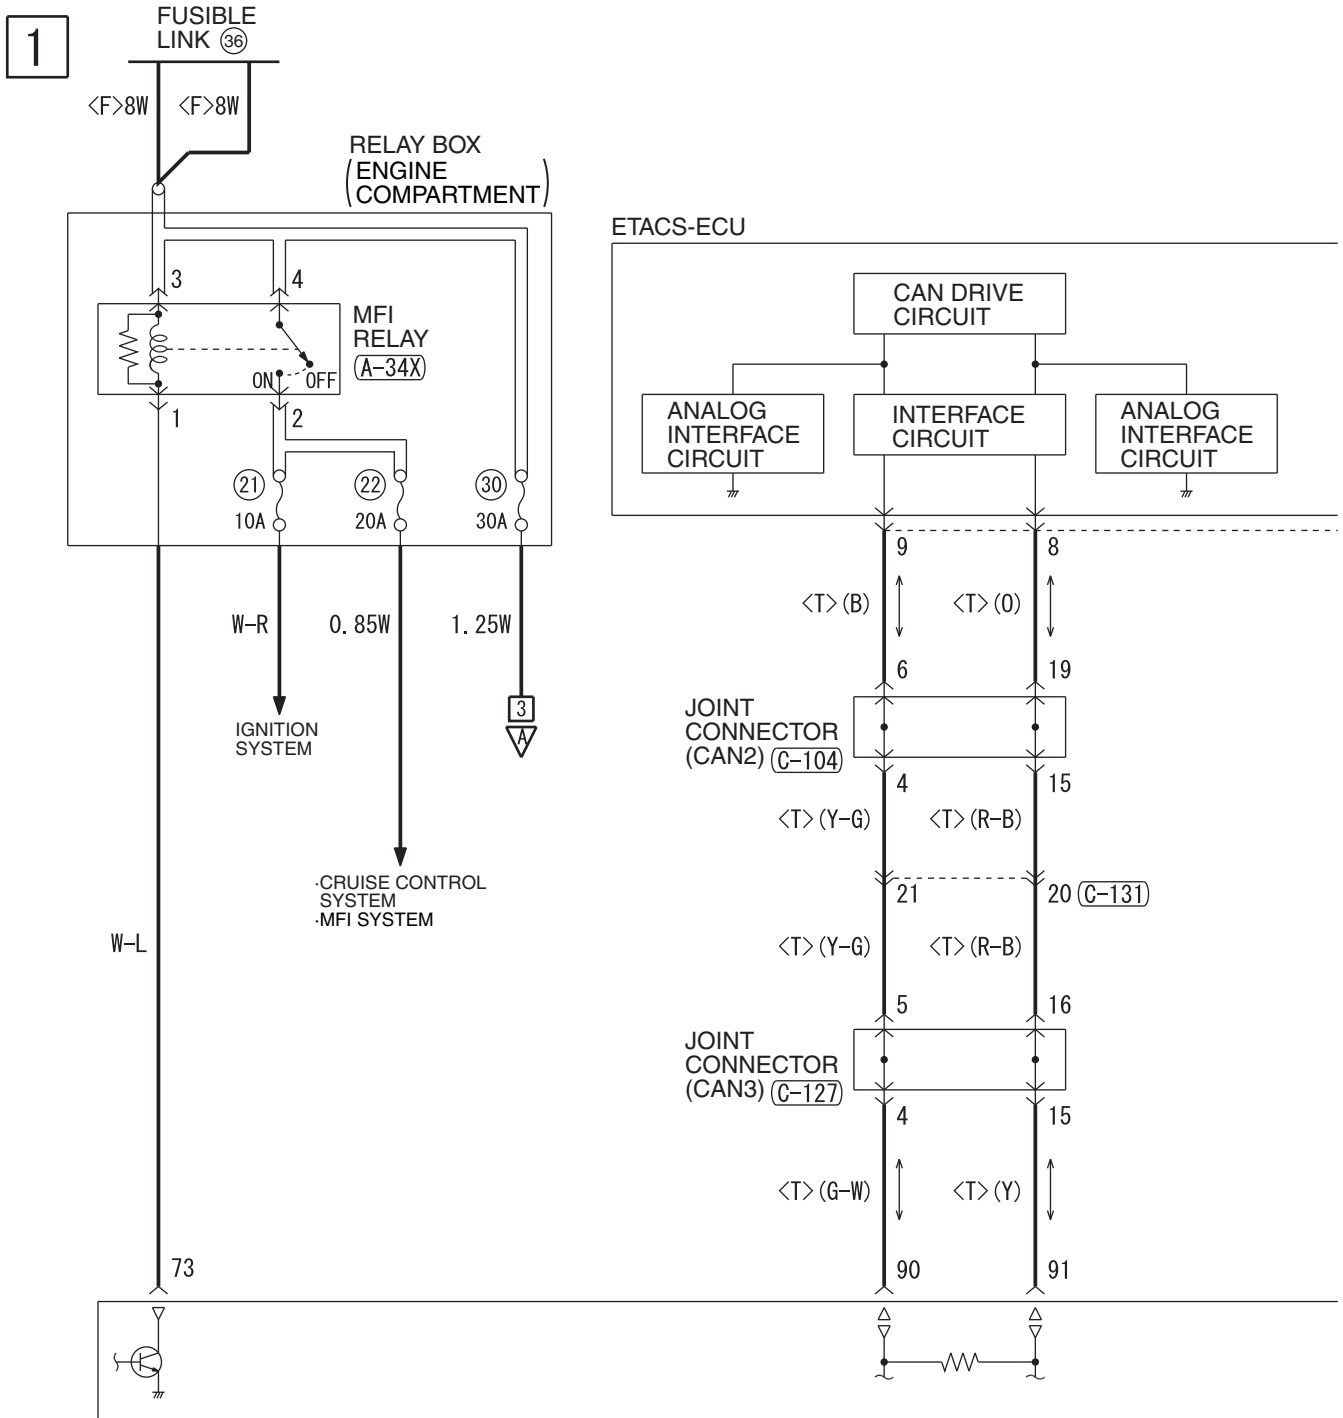 1
FUSIBLE
LINK 36
<F>8W <F>8W
RELAY BOX
(ENGINE
COMPARTMENT)
3 4
MFI
RELAY
A-34X
ON OFF
1 2
21 22 30
10A 20A 30A
W-R 0.85W 1.25W
3
A
IGNITION
SYSTEM
·CRUISE CONTROL
SYSTEM
·MFI SYSTEM
W-L
73
ETACS-ECU
CAN DRIVE
CIRCUIT
ANALOG
INTERFACE
CIRCUIT
INTERFACE
CIRCUIT
ANALOG
INTERFACE
CIRCUIT
9 8
<T>(B) <T>(O)
6 19
JOINT
CONNECTOR
(CAN2) C-104
4 15
<T>(Y-G) <T>(R-B)
21 20 C-131
<T>(Y-G) <T>(R-B)
5 16
JOINT
CONNECTOR
(CAN3) C-127
4 15
<T>(G-W) <T>(Y)
90 91